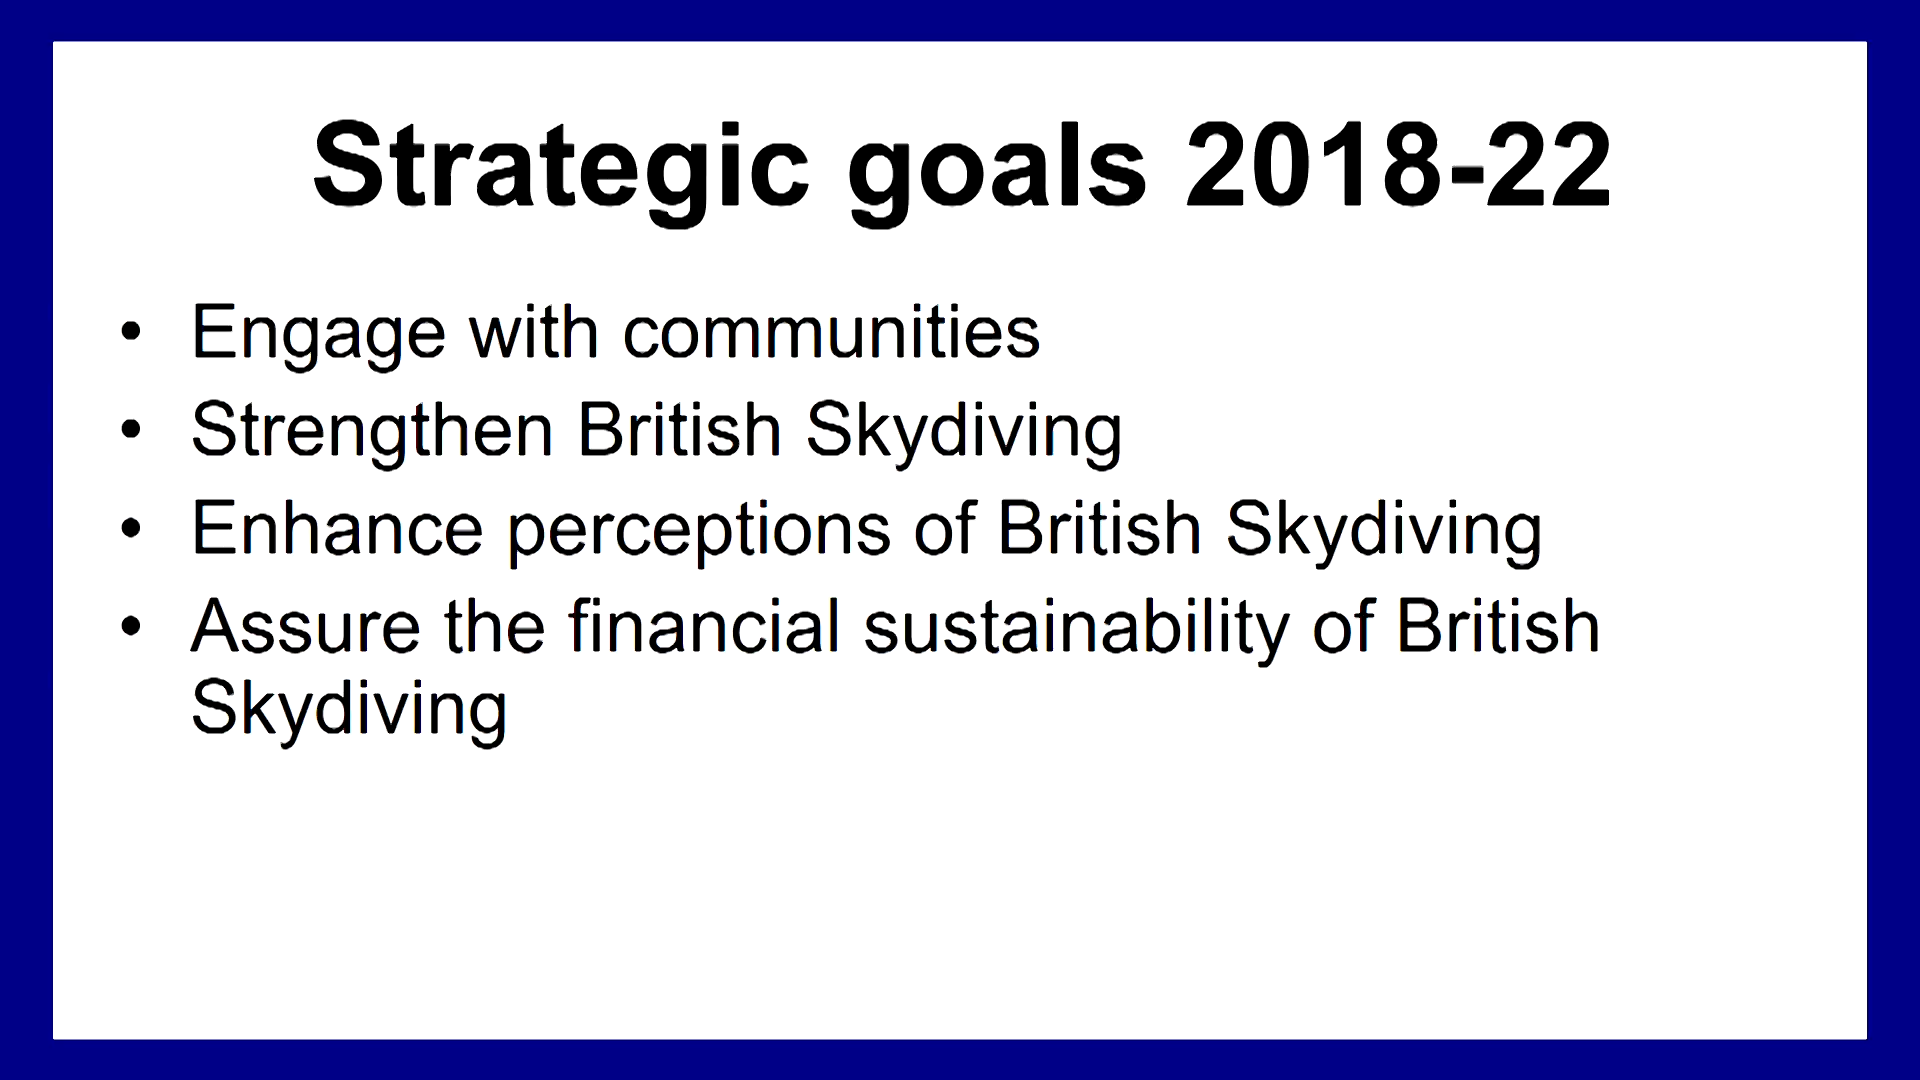 Strategic goals 2018-22
• Engage with communities
• Strengthen British Skydiving
• Enhance perceptions of British Skydiving
• Assure the financial sustainability of British
Skydiving